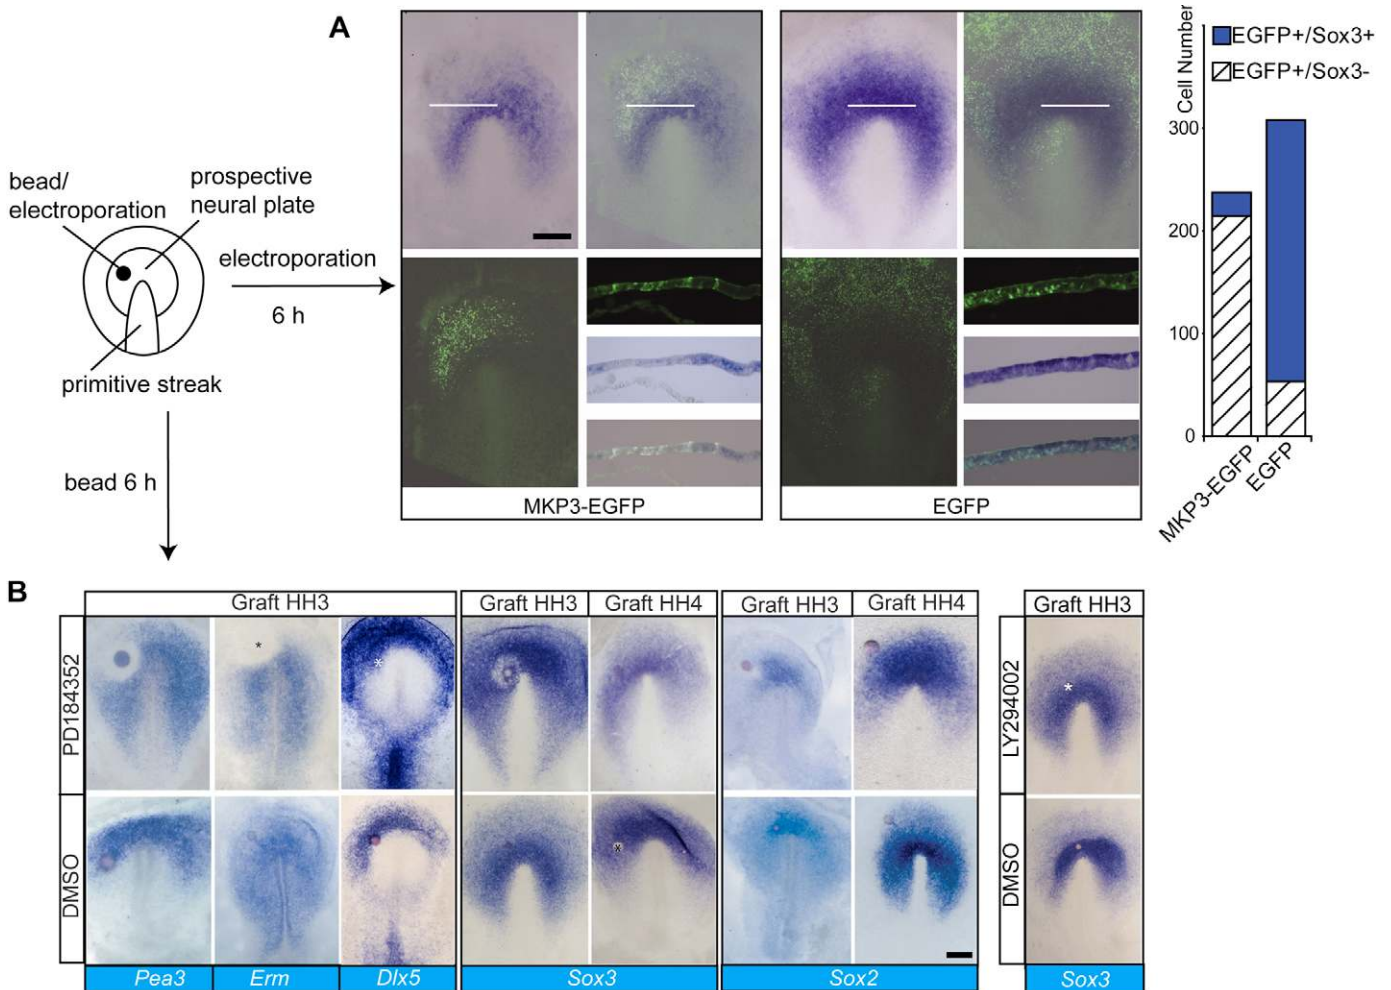 A
Cell Number
EGFP+/Sox3+
EGFP+/Sox3-
300
200
100
0
MKP3-EGFP
EGFP
bead/
electroporation
prospective
neural plate
primitive streak
electroporation
6 h
bead 6 h
MKP3-EGFP
EGFP
B
Graft HH3
Graft HH3
Graft HH4
Graft HH3
Graft HH4
Graft HH3
PD184352
DMSO
LY294002
DMSO
*
*
*
Pea3
Erm
Dlx5
Sox3
Sox2
Sox3